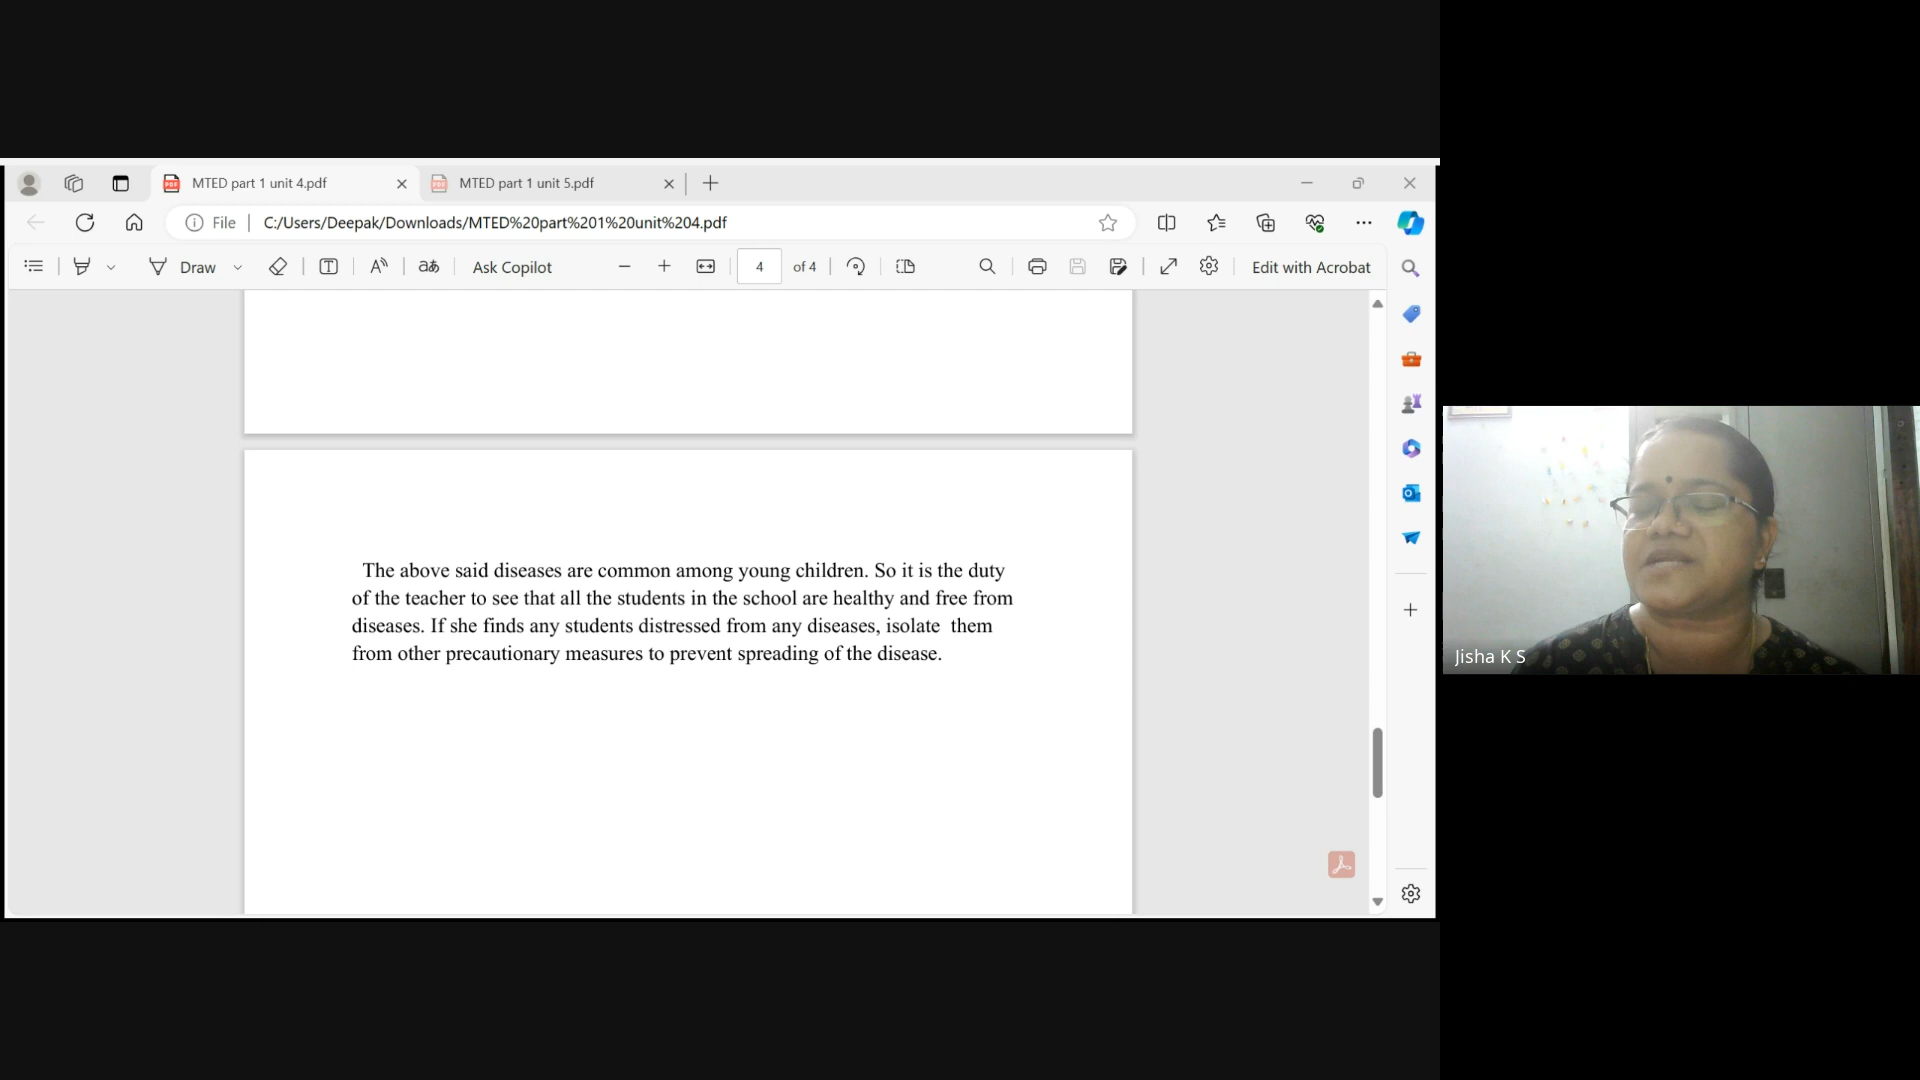 MTED part 1 unit 4.pdf
MTED part 1 unit 5.pdf
File
C:/Users/Deepak/Downloads/MTED%20part%201%20unit%204.pdf
Draw
Ask Copilot
4
of 4
Edit with Acrobat
The above said diseases are common among young children. So it is the duty
of the teacher to see that all the students in the school are healthy and free from
diseases. If she finds any students distressed from any diseases, isolate  them
from other precautionary measures to prevent spreading of the disease.
Jisha K S